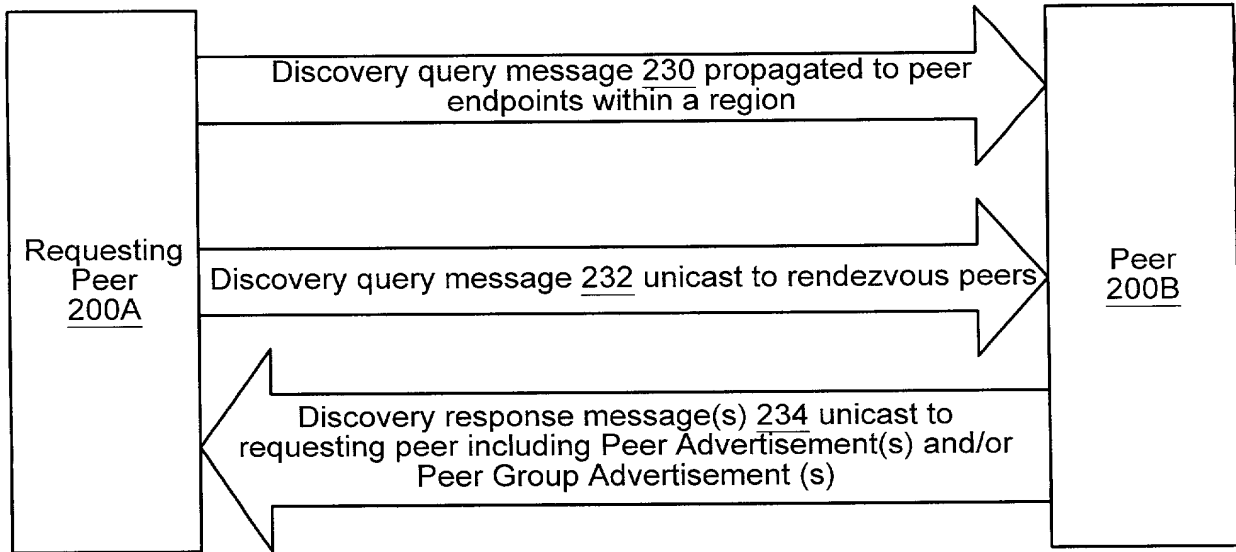 Discovery query message 230 propagated to peer
endpoints within a region
Requesting
Peer
200A
Discovery query message 232 unicast to rendezvous peers
Peer
200B
Discovery response message(s) 234 unicast to
requesting peer including Peer Advertisement(s) and/or
Peer Group Advertisement (s)